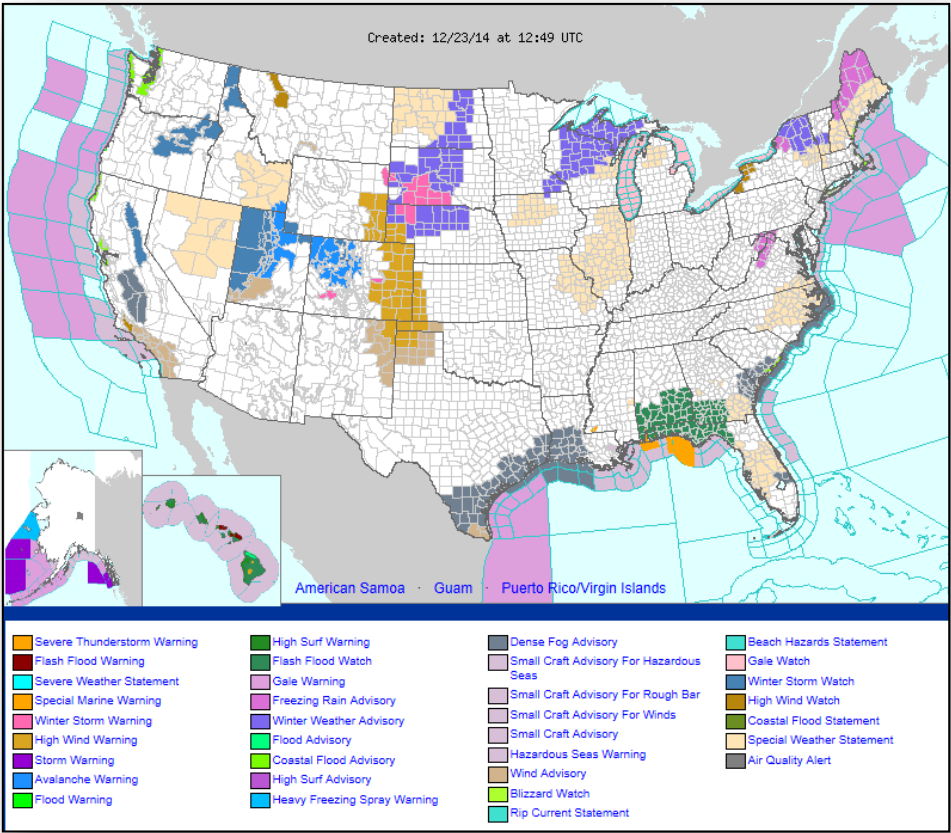 Created: 12/23/14 at 12:49 UTC
American Samoa · Guam · Puerto Rico/Virgin Islands
Severe Thunderstorm Warning
Flash Flood Warning
Severe Weather Statement
Special Marine Warning
Winter Storm Warning
High Wind Warning
Storm Warning
Avalanche Warning
Flood Warning
High Surf Warning
Flash Flood Watch
Gale Warning
Freezing Rain Advisory
Winter Weather Advisory
Flood Advisory
Coastal Flood Advisory
High Surf Advisory
Heavy Freezing Spray Warning
Dense Fog Advisory
Small Craft Advisory For Hazardous
Seas
Small Craft Advisory For Rough Bar
Small Craft Advisory For Winds
Small Craft Advisory
Hazardous Seas Warning
Wind Advisory
Blizzard Watch
Rip Current Statement
Beach Hazards Statement
Gale Watch
Winter Storm Watch
High Wind Watch
Coastal Flood Statement
Special Weather Statement
Air Quality Alert